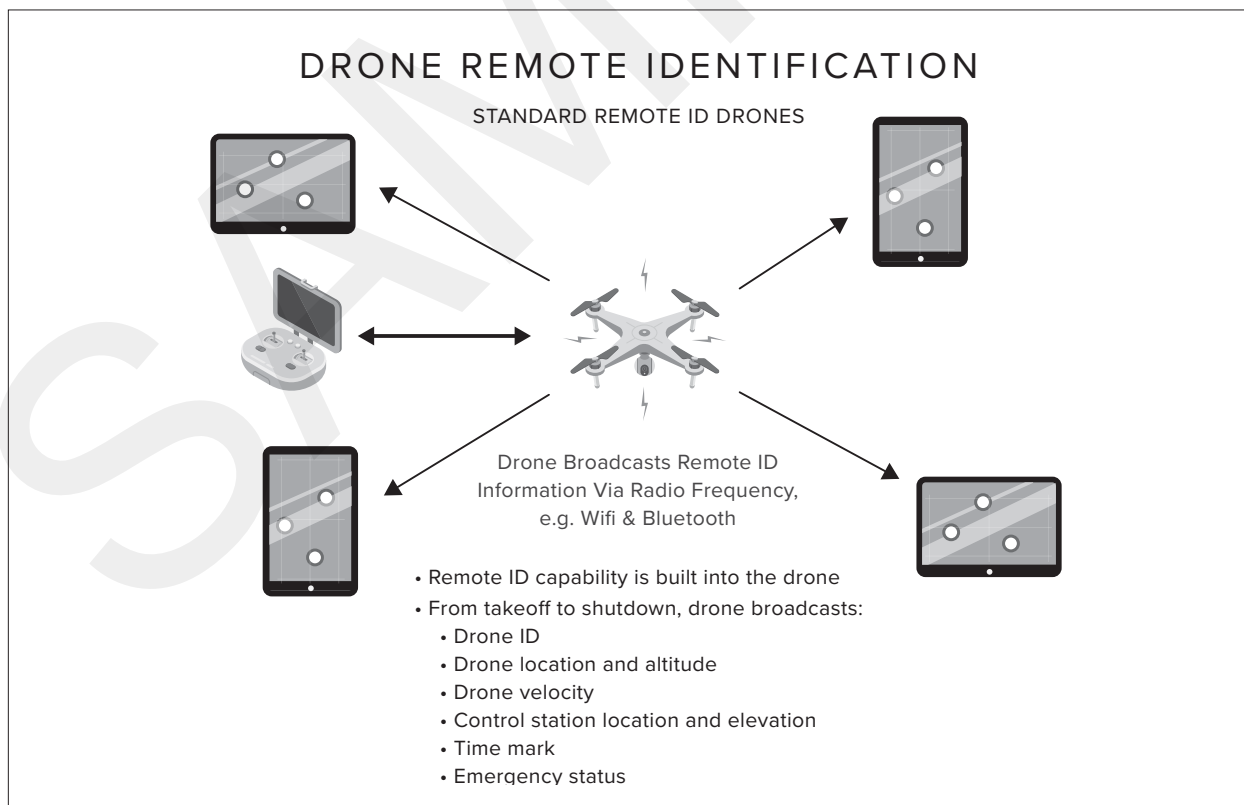 DRONE REMOTE IDENTIFICATION
STANDARD REMOTE ID DRONES
Drone Broadcasts Remote ID
Information Via Radio Frequency,
e.g. Wifi & Bluetooth
• Remote ID capability is built into the drone
• From takeoff to shutdown, drone broadcasts:
• Drone ID
• Drone location and altitude
• Drone velocity
• Control station location and elevation
• Time mark
• Emergency status